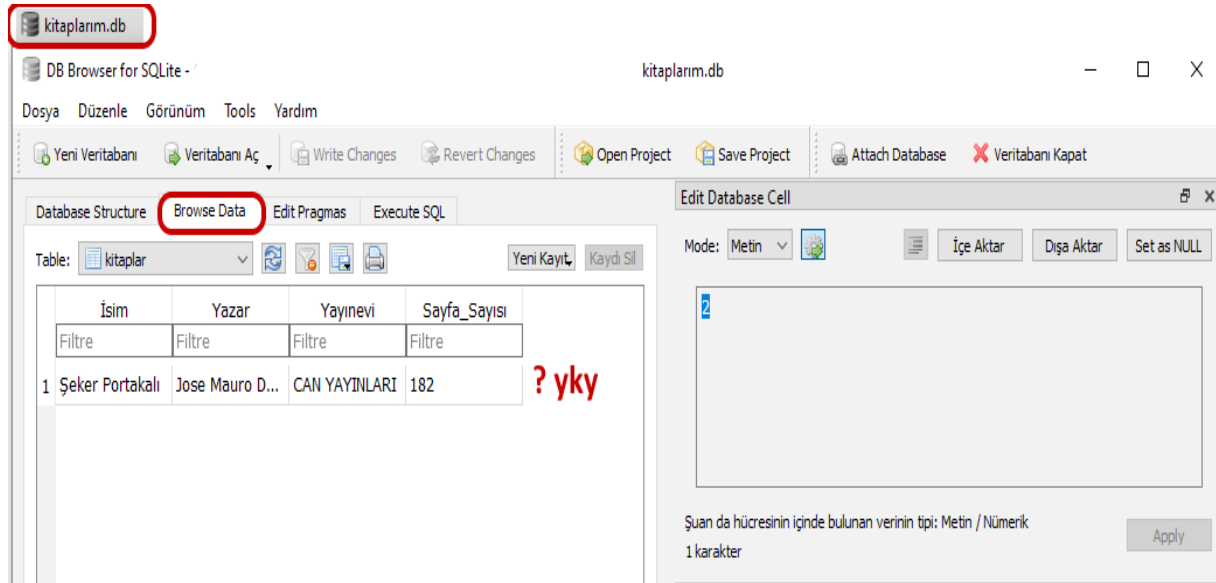 kitaplarım.db
DB Browser for SQLite - kitaplarım.db
Dosya Düzenle Görünüm Tools Yardım
Yeni Veritabanı Veritabanı Aç Write Changes Revert Changes Open Project Save Project Attach Database Veritabanı Kapat
Database Structure Browse Data Edit Pragmas Execute SQL
Table: kitaplar Yeni Kayıt Kaydı Sil
İsim Yazar Yayınevi Sayfa_Sayısı
Filtre Filtre Filtre Filtre
1 Şeker Portakalı Jose Mauro D... CAN YAYINLARI 182 ? yky
Edit Database Cell
Mode: Metin İçe Aktar Dışa Aktar Set as NULL
2
Şuan da hücresinin içinde bulunan verinin tipi: Metin / Nümerik
1 karakter
Apply